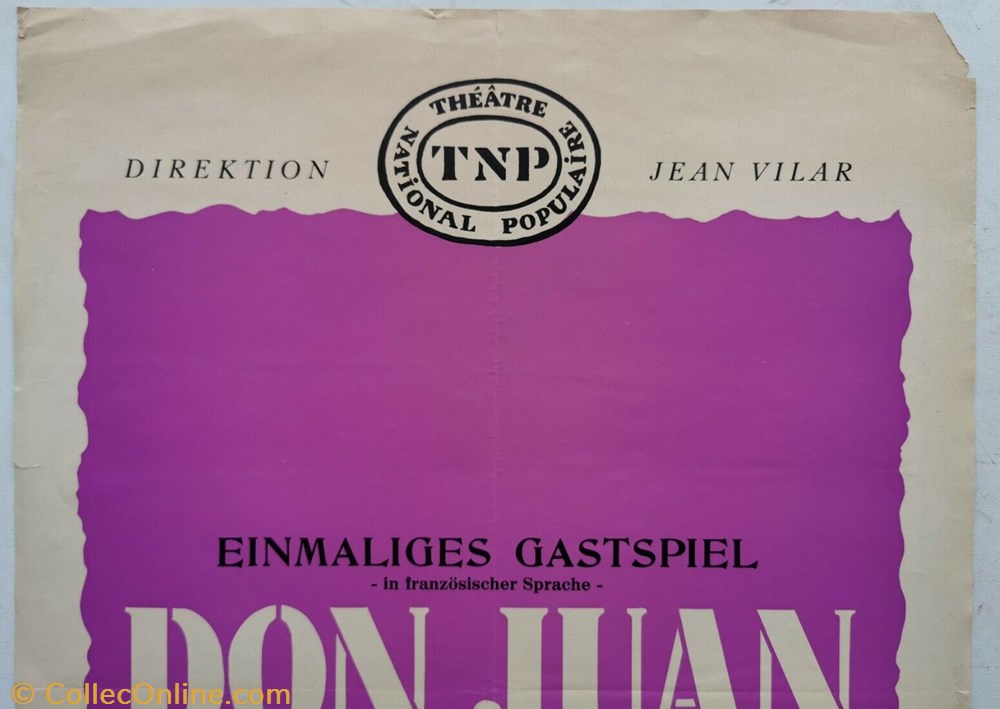 THÉÂTRE
NATIONAL POPULAIRE
TNP
DIREKTION
JEAN VILAR
EINMALIGES GASTSPIEL
- in französischer Sprache -
DON JUAN
© CollecOnline.com